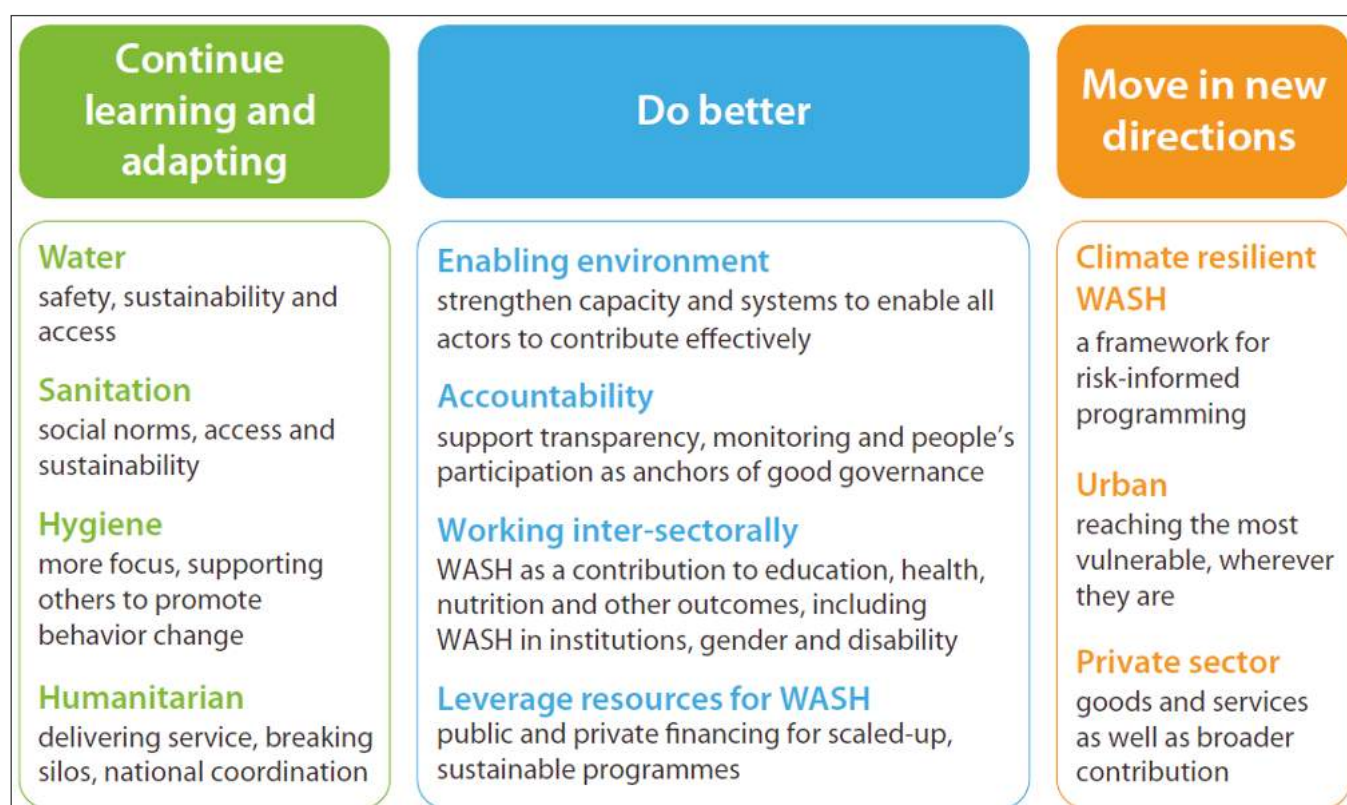 Continue
learning and
adapting
Water
safety, sustainability and
access
Sanitation
social norms, access and
sustainability
Hygiene
more focus, supporting
others to promote
behavior change
Humanitarian
delivering service, breaking
silos, national coordination
Do better
Enabling environment
strengthen capacity and systems to enable all
actors to contribute effectively
Accountability
support transparency, monitoring and people’s
participation as anchors of good governance
Working inter-sectorally
WASH as a contribution to education, health,
nutrition and other outcomes, including
WASH in institutions, gender and disability
Leverage resources for WASH
public and private financing for scaled-up,
sustainable programmes
Move in new
directions
Climate resilient
WASH
a framework for
risk-informed
programming
Urban
reaching the most
vulnerable, wherever
they are
Private sector
goods and services
as well as broader
contribution